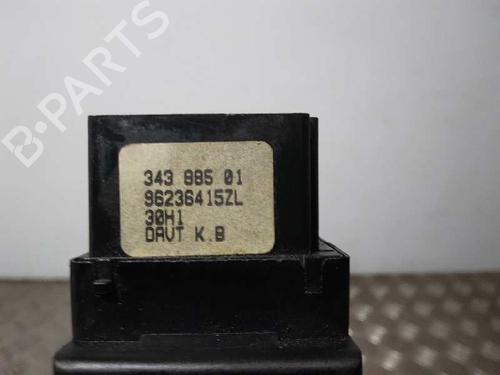 B-PARTS
343 885 01
96236415ZL
30H1
DAVT K.B